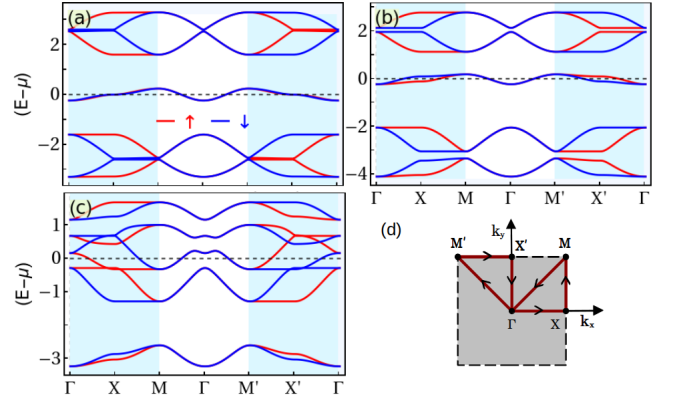 (a)
2
0
−2
(E−μ)
↑
↓
(b)
2
0
−2
−4
(E−μ)
Γ X M Γ M′ X′ Γ
(c)
1
0
−1
−3
(E−μ)
Γ X M Γ M′ X′ Γ
(d)
k_y
M′ X′ M
Γ X k_x